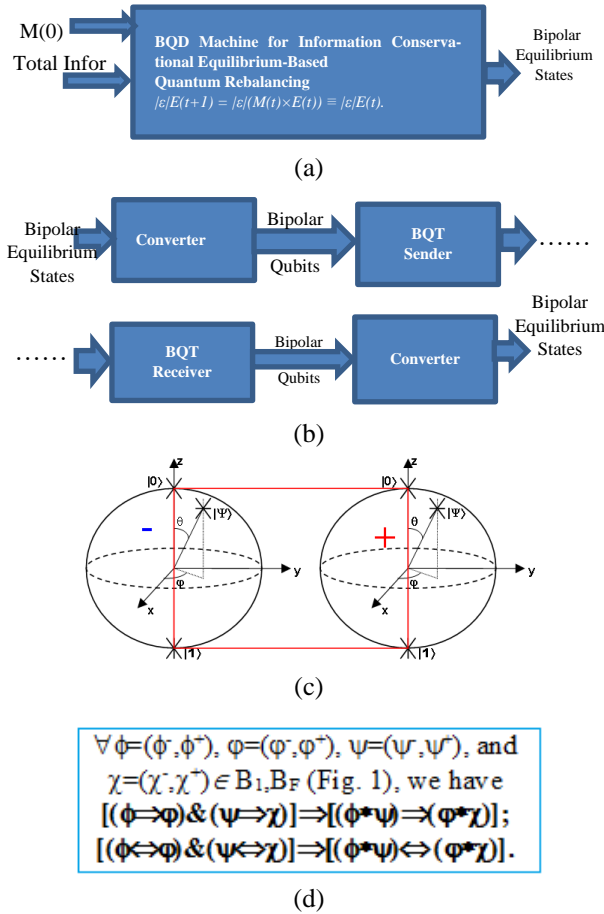 M(0)
Total Infor
BQD Machine for Information Conserva-
tional Equilibrium-Based
Quantum Rebalancing
|ε|E(t+1) = |ε|(M(t)×E(t)) ≡ |ε|E(t).
Bipolar
Equilibrium
States
(a)
Bipolar
Equilibrium
States
Converter
Bipolar
Qubits
BQT
Sender
……
……
BQT
Receiver
Bipolar
Qubits
Converter
Bipolar
Equilibrium
States
(b)
z
|0⟩
θ
|Ψ⟩
-
φ
y
x
|1⟩
z
|0⟩
θ
|Ψ⟩
+
φ
y
x
|1⟩
(c)
∀ϕ=(ϕ⁻,ϕ⁺), φ=(φ⁻,φ⁺), ψ=(ψ⁻,ψ⁺), and
χ=(χ⁻,χ⁺)∈B₁,B_F (Fig. 1), we have
[(ϕ⇒φ)&(ψ⇒χ)]⇒[(ϕ*ψ)⇒(φ*χ)];
[(ϕ⇔φ)&(ψ⇔χ)]⇒[(ϕ*ψ)⇔(φ*χ)].
(d)